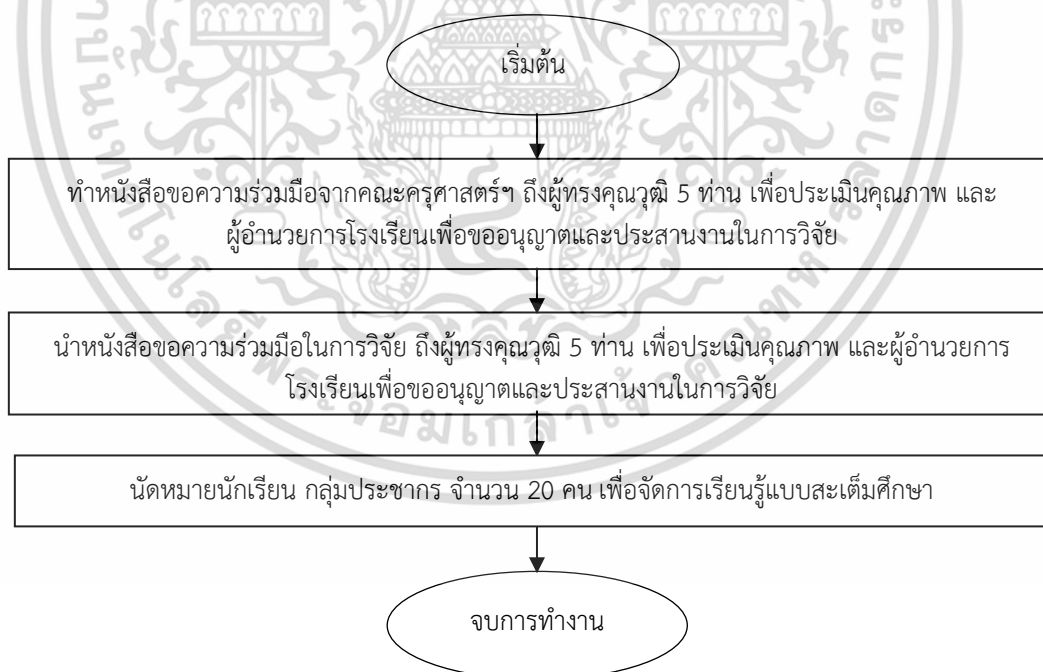 เริ่มต้น
ทำหนังสือขอความร่วมมือจากคณะครุศาสตร์ฯ ถึงผู้ทรงคุณวุฒิ 5 ท่าน เพื่อประเมินคุณภาพ และ
ผู้อำนวยการโรงเรียนเพื่อขออนุญาตและประสานงานในการวิจัย
นำหนังสือขอความร่วมมือในการวิจัย ถึงผู้ทรงคุณวุฒิ 5 ท่าน เพื่อประเมินคุณภาพ และผู้อำนวยการ
โรงเรียนเพื่อขออนุญาตและประสานงานในการวิจัย
นัดหมายนักเรียน กลุ่มประชากร จำนวน 20 คน เพื่อจัดการเรียนรู้แบบสะเต็มศึกษา
จบการทำงาน